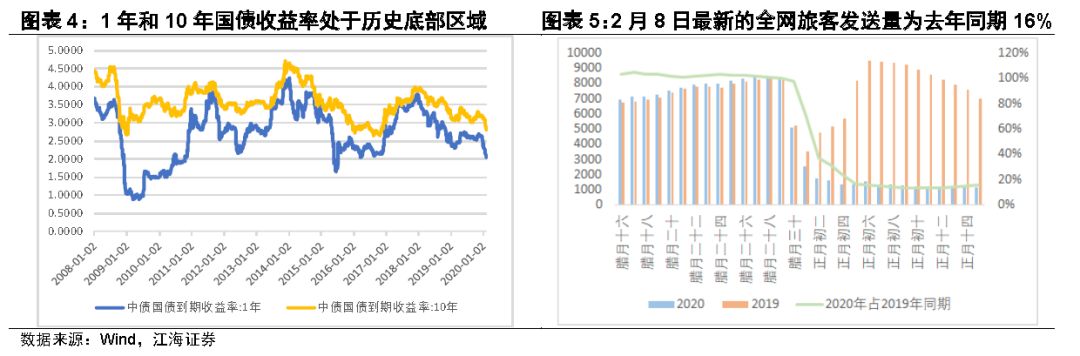 图表 4：1 年和 10 年国债收益率处于历史底部区域
5.0000
4.5000
4.0000
3.5000
3.0000
2.5000
2.0000
1.5000
1.0000
0.5000
0.0000
2008-01-02
2009-01-02
2010-01-02
2011-01-02
2012-01-02
2013-01-02
2014-01-02
2015-01-02
2016-01-02
2017-01-02
2018-01-02
2019-01-02
2020-01-02
中债国债到期收益率:1年
中债国债到期收益率:10年
图表 5：2 月 8 日最新的全网旅客发送量为去年同期 16%
10000
9000
8000
7000
6000
5000
4000
3000
2000
1000
0
120%
100%
80%
60%
40%
20%
0%
腊月十六
腊月十八
腊月二十
腊月二十二
腊月二十四
腊月二十六
腊月二十八
腊月三十
正月初二
正月初四
正月初六
正月初八
正月初十
正月十二
正月十四
2020
2019
2020年占2019年同期
数据来源：Wind，江海证券